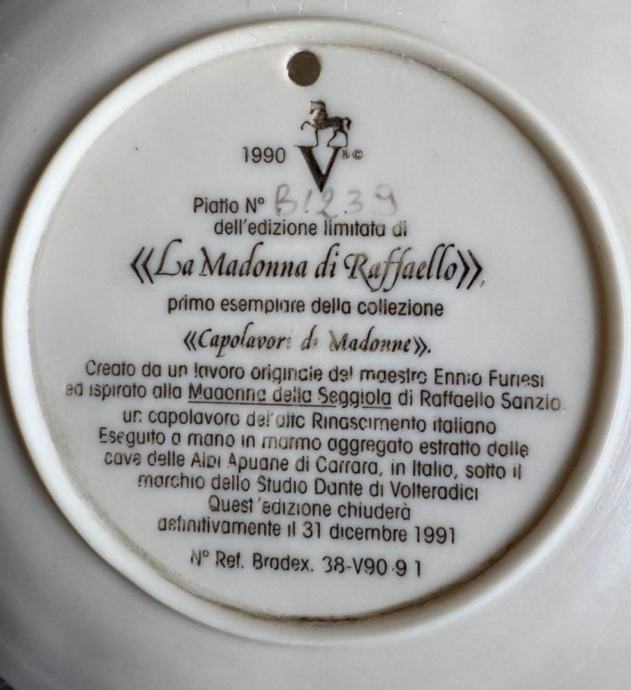 1990 V ® ©
Piatto Nº B1239
dell'edizione limitata di
«La Madonna di Raffaello»,
primo esemplare della collezione
«Capolavori di Madonne».
Creato da un lavoro originale del maestro Ennio Furiesi
ed ispirato alla Madonna della Seggiola di Raffaello Sanzio.
un capolavoro dell'alto Rinascimento italiano
Eseguito a mano in marmo aggregato estratto dalle
cave delle Alpi Apuane di Carrara, in Italia, sotto il
marchio dello Studio Dante di Volteradici
Quest'edizione chiuderà
definitivamente il 31 dicembre 1991
Nº Ref. Bradex. 38-V90-9 1